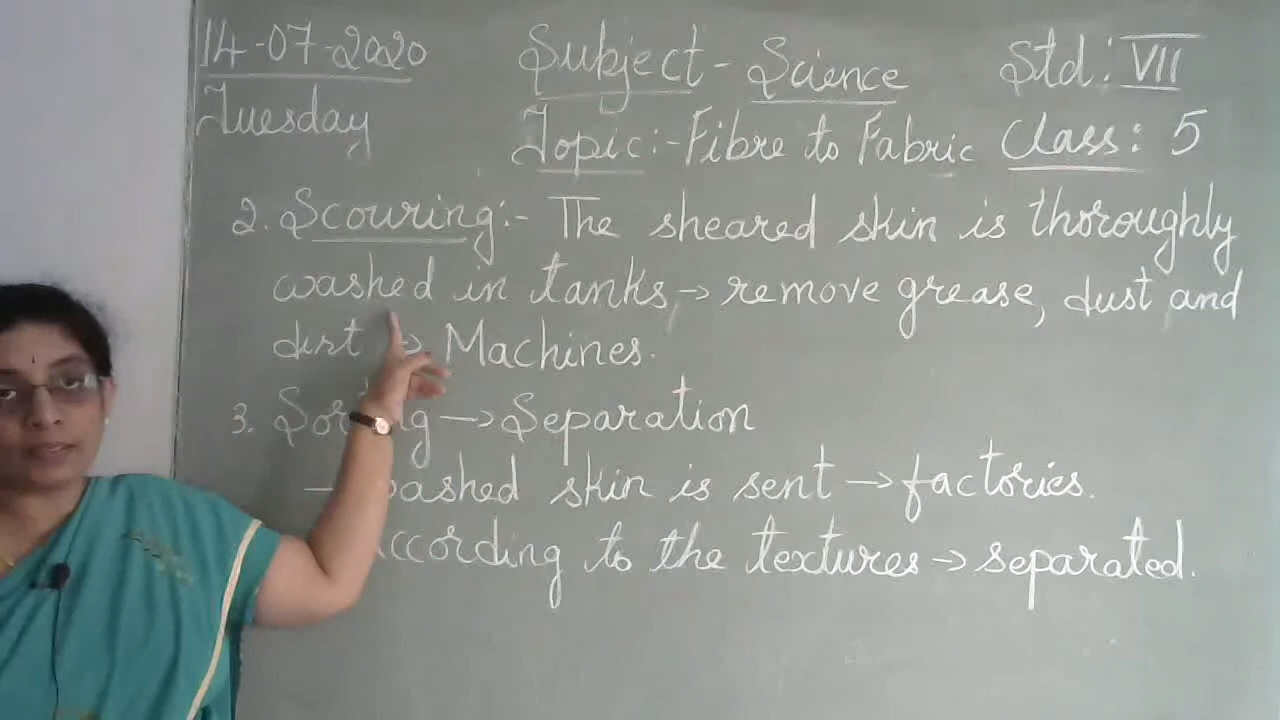 14-07-2020 Subject - Science Std: VII
Tuesday Topic:- Fibre to Fabric Class: 5
2. Scouring:- The sheared skin is thoroughly
washed in tanks, → remove grease, dust and
dirt → Machines.
3. Sorting → Separation
- washed skin is sent → factories.
According to the textures → separated.